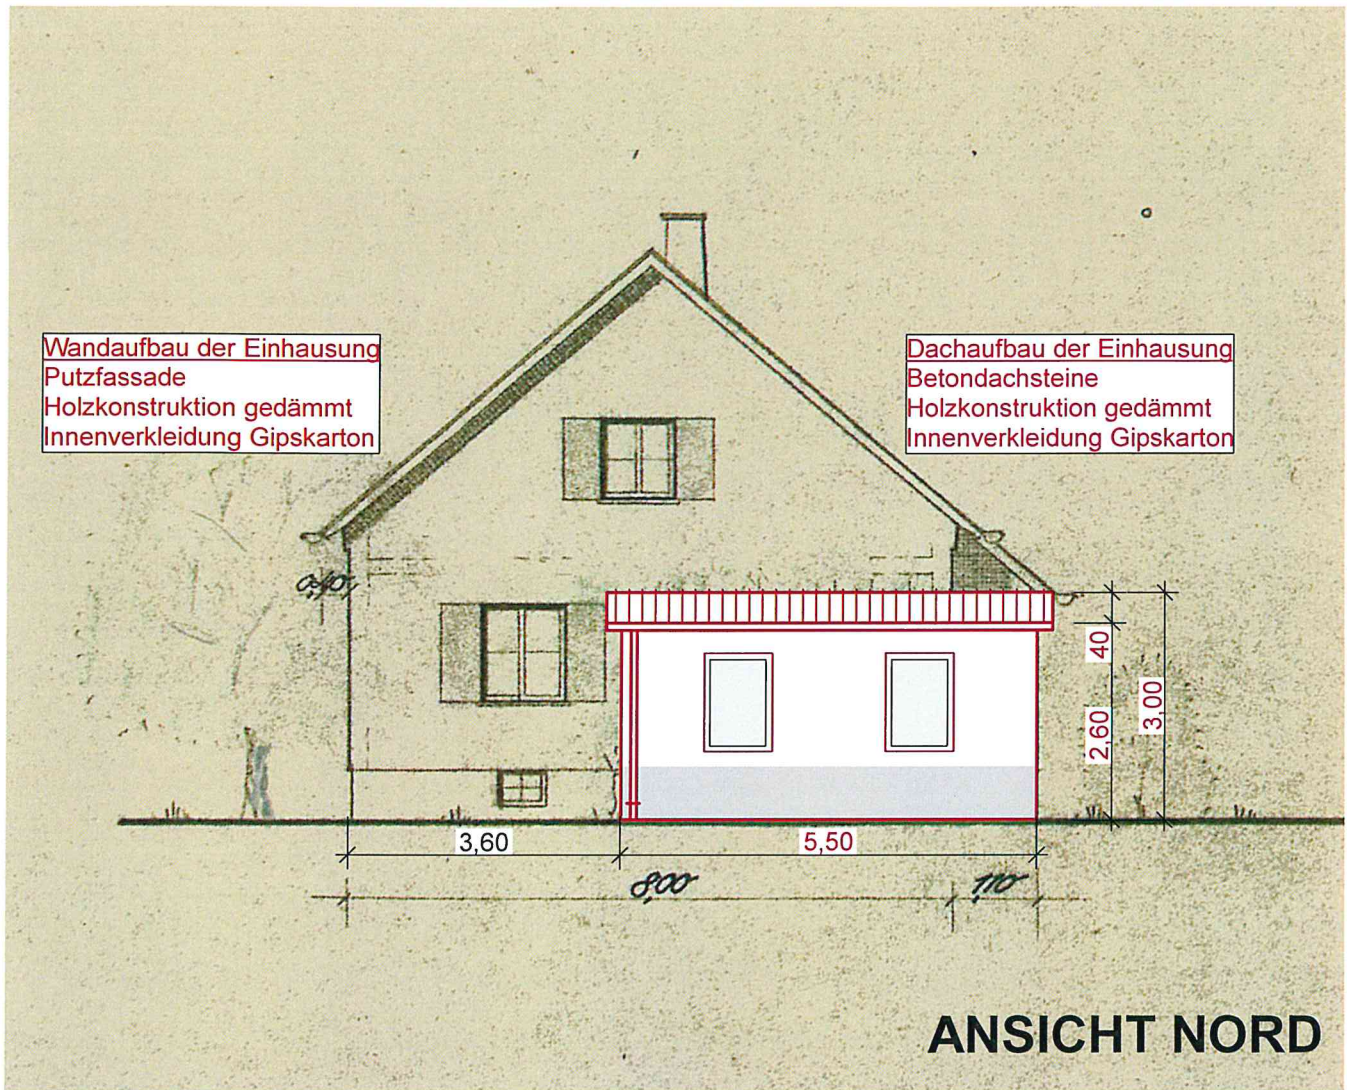 Wandaufbau der Einhausung
Putzfassade
Holzkonstruktion gedämmt
Innenverkleidung Gipskarton
Dachaufbau der Einhausung
Betondachsteine
Holzkonstruktion gedämmt
Innenverkleidung Gipskarton
0,40
40
2,60
3,00
3,60
5,50
8,00
1,10
ANSICHT NORD